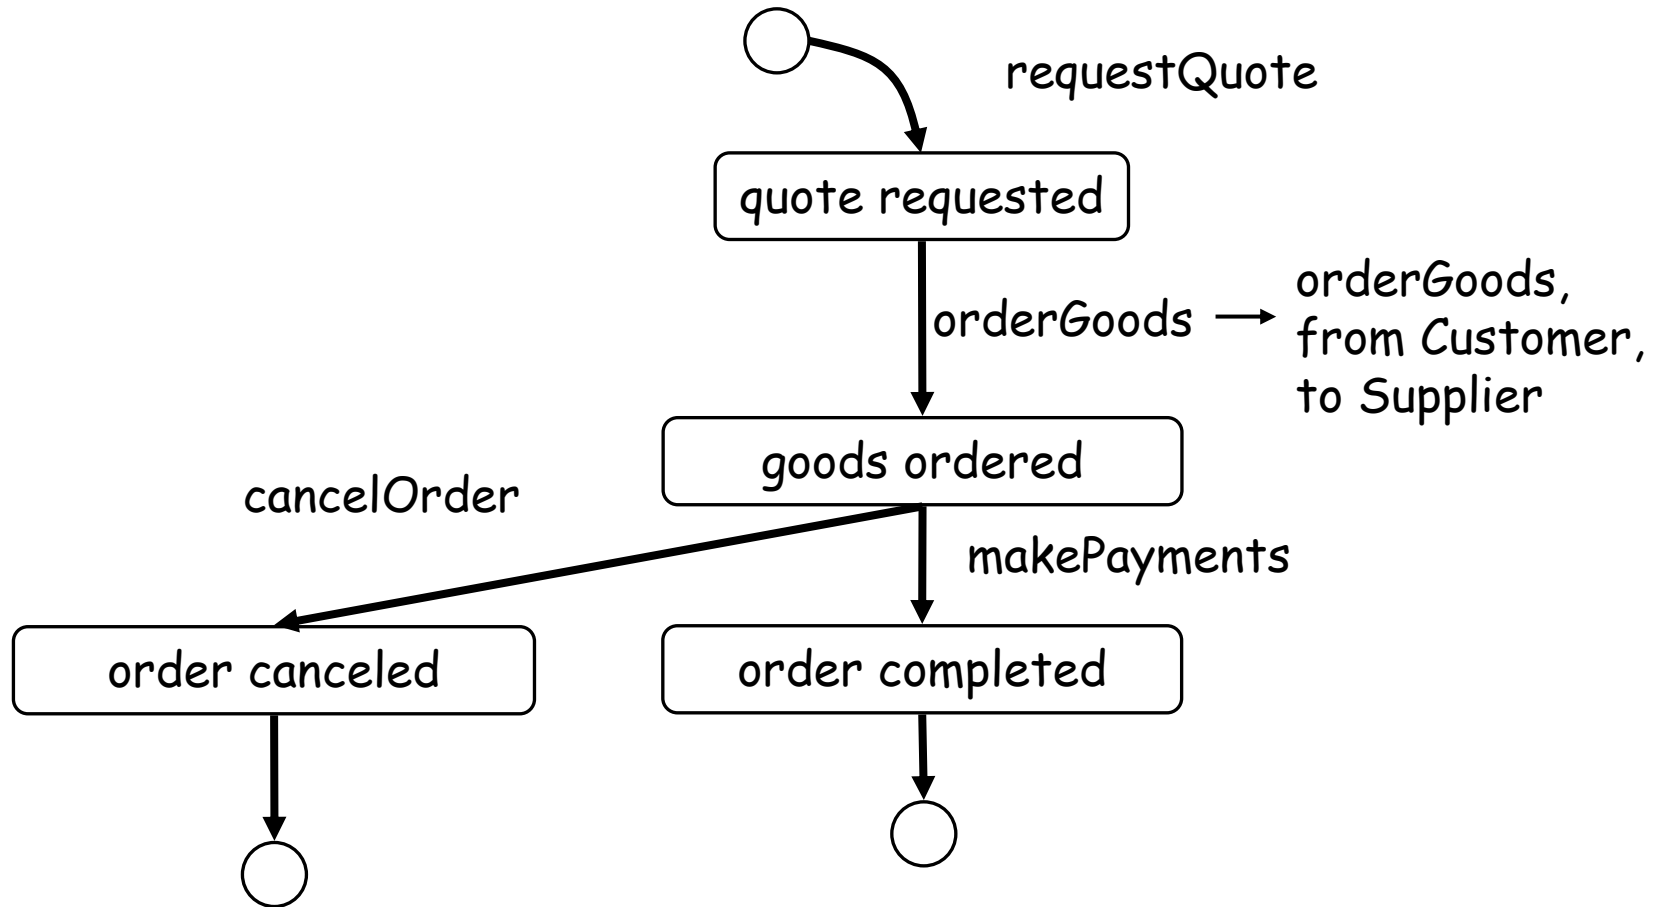 requestQuote
quote requested
orderGoods
orderGoods,
from Customer,
to Supplier
goods ordered
cancelOrder
makePayments
order canceled
order completed